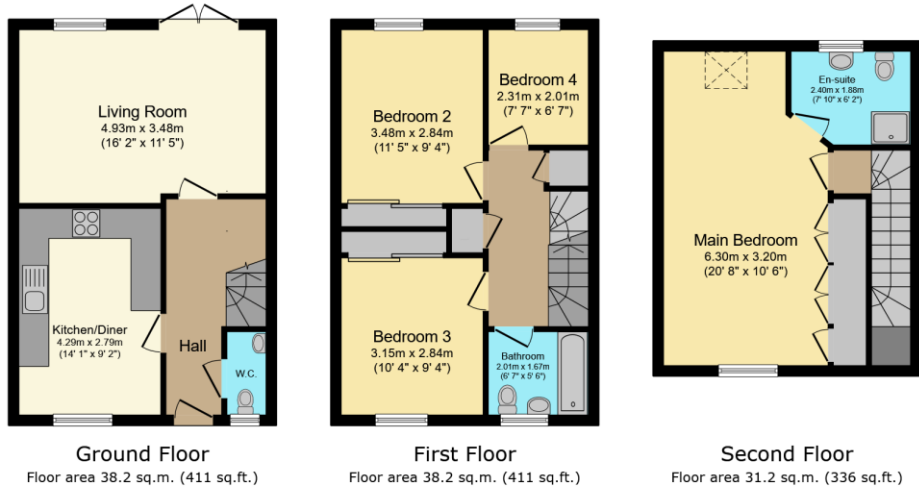 Living Room
4.93m x 3.48m
(16' 2" x 11' 5")
Kitchen/Diner
4.29m x 2.79m
(14' 1" x 9' 2")
Hall
W.C.
Ground Floor
Floor area 38.2 sq.m. (411 sq.ft.)
Bedroom 4
2.31m x 2.01m
(7' 7" x 6' 7")
Bedroom 2
3.48m x 2.84m
(11' 5" x 9' 4")
Bedroom 3
3.15m x 2.84m
(10' 4" x 9' 4")
Bathroom
2.01m x 1.67m
(6' 7" x 5' 6")
First Floor
Floor area 38.2 sq.m. (411 sq.ft.)
En-suite
2.40m x 1.88m
(7' 10" x 6' 2")
Main Bedroom
6.30m x 3.20m
(20' 8" x 10' 6")
Second Floor
Floor area 31.2 sq.m. (336 sq.ft.)